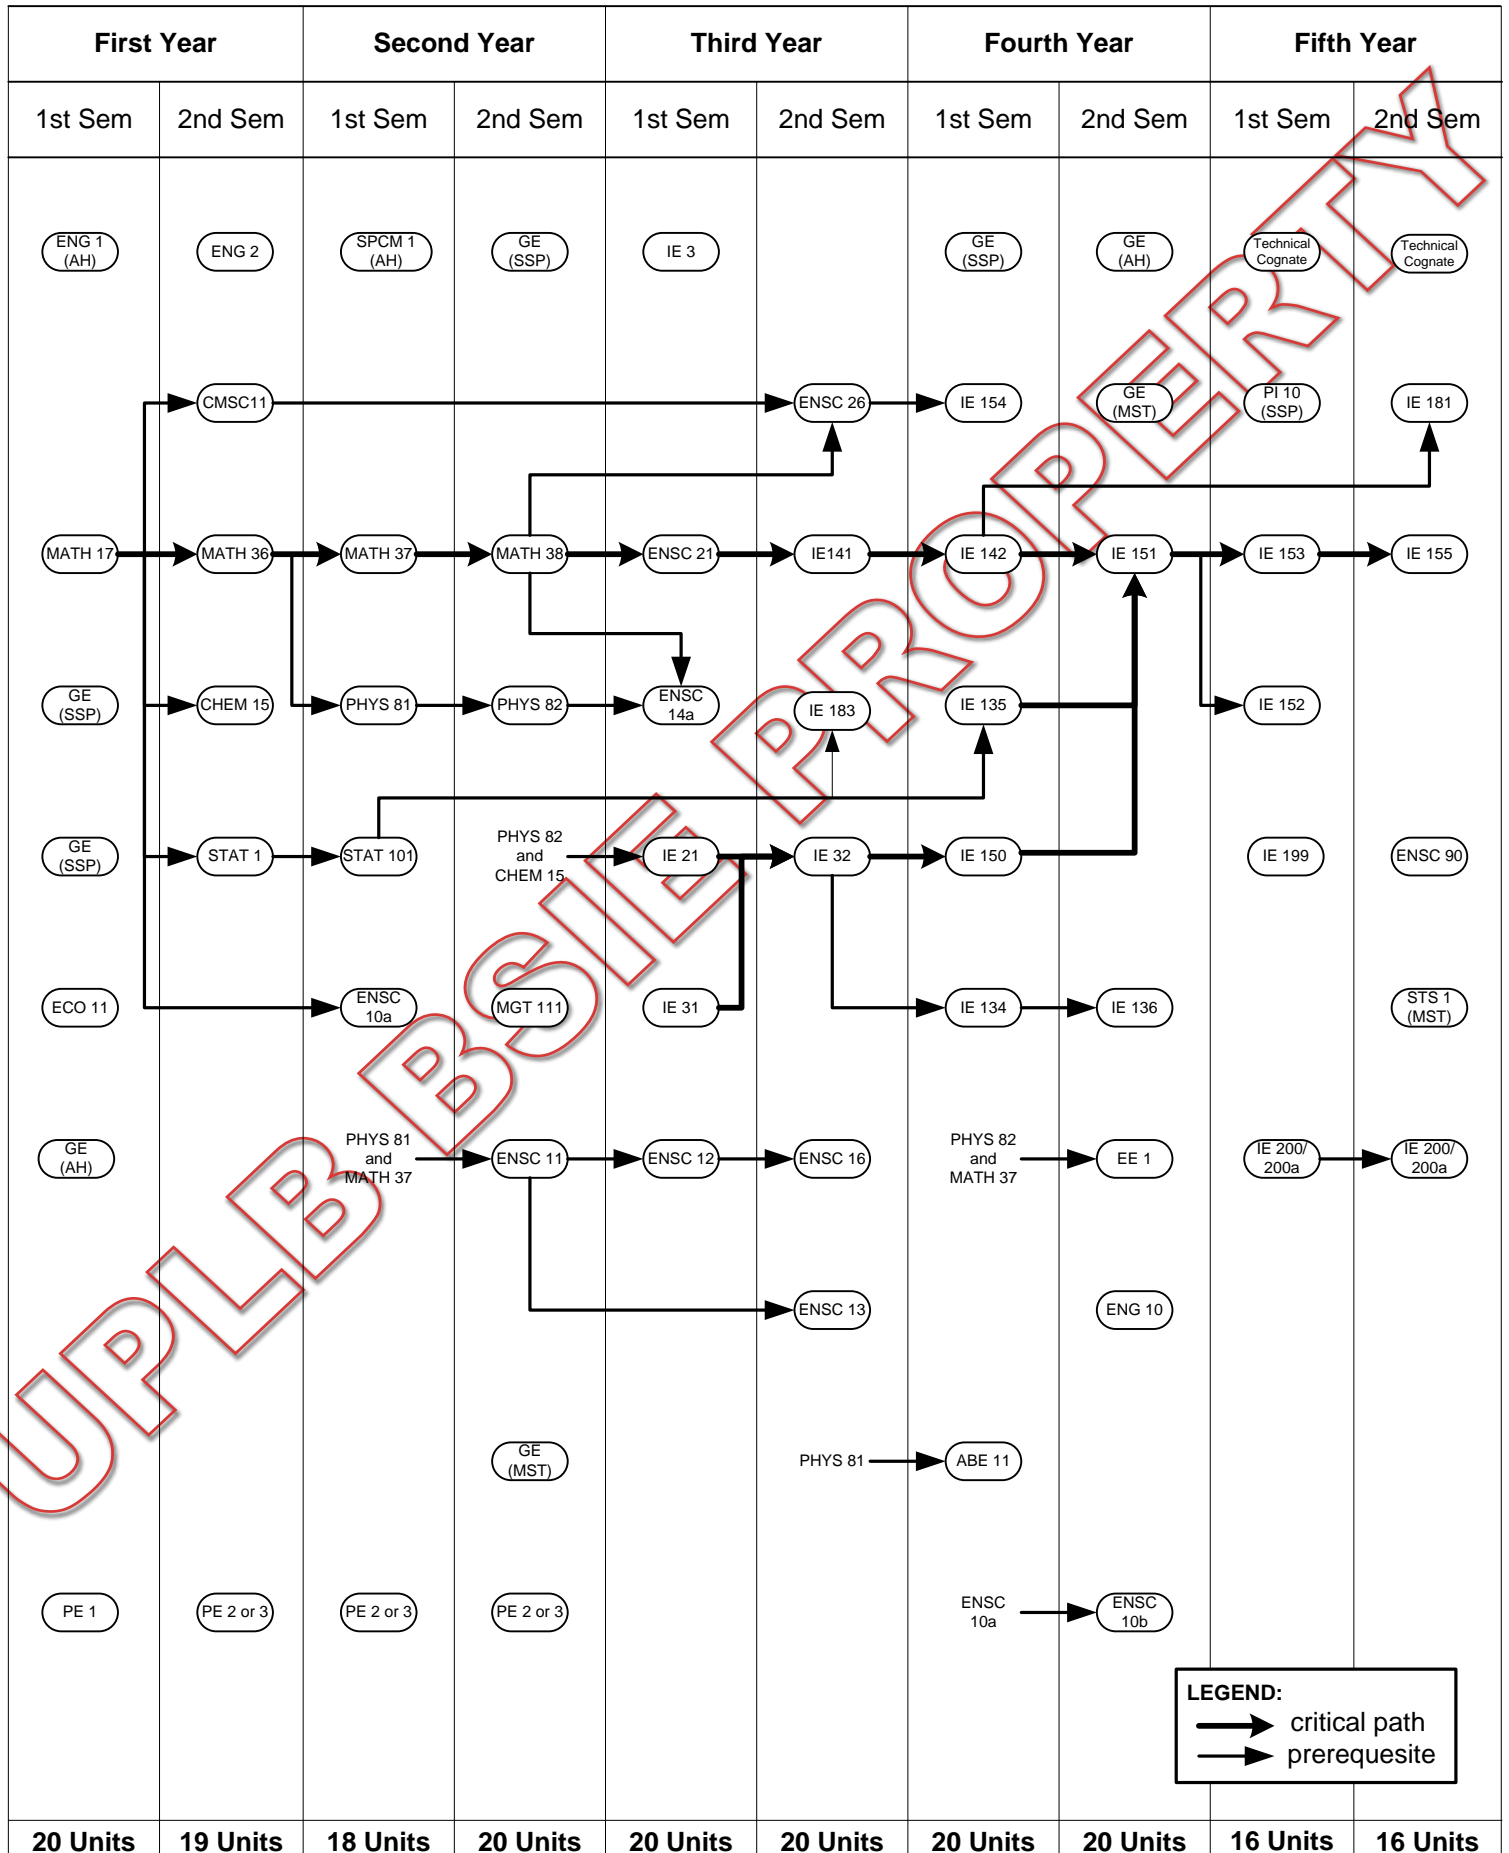 First Year Second Year Third Year Fourth Year Fifth Year
1st Sem 2nd Sem 1st Sem 2nd Sem 1st Sem 2nd Sem 1st Sem 2nd Sem 1st Sem 2nd Sem
ENG 1
(AH)
ENG 2
SPCM 1
(AH)
GE
(SSP)
IE 3
GE
(SSP)
GE
(AH)
Technical
Cognate
Technical
Cognate
CMSC11
ENSC 26
IE 154
GE
(MST)
PI 10
(SSP)
IE 181
MATH 17
MATH 36
MATH 37
MATH 38
ENSC 21
IE141
IE 142
IE 151
IE 153
IE 155
GE
(SSP)
CHEM 15
PHYS 81
PHYS 82
ENSC
14a
IE 183
IE 135
IE 152
GE
(SSP)
STAT 1
STAT 101
PHYS 82
and
CHEM 15
IE 21
IE 32
IE 150
IE 199
ENSC 90
ECO 11
ENSC
10a
MGT 111
IE 31
IE 134
IE 136
STS 1
(MST)
GE
(AH)
PHYS 81
and
MATH 37
ENSC 11
ENSC 12
ENSC 16
PHYS 82
and
MATH 37
EE 1
IE 200/
200a
IE 200/
200a
ENSC 13
ENG 10
GE
(MST)
PHYS 81
ABE 11
PE 1
PE 2 or 3
PE 2 or 3
PE 2 or 3
ENSC
10a
ENSC
10b
LEGEND:
critical path
prerequesite
20 Units 19 Units 18 Units 20 Units 20 Units 20 Units 20 Units 20 Units 16 Units 16 Units
UPLB BSIE PROPERTY